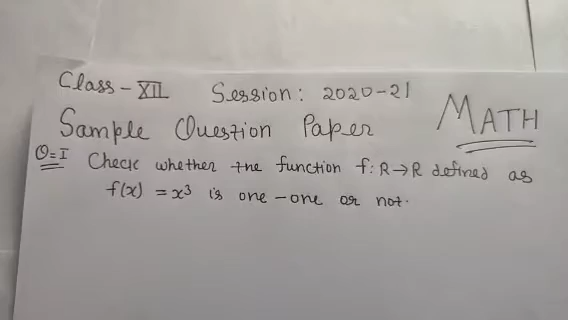 Class - XII Session: 2020-21
Sample Question Paper MATH
Q=I Check whether the function f: R→R defined as
f(x) = x³ is one-one or not.